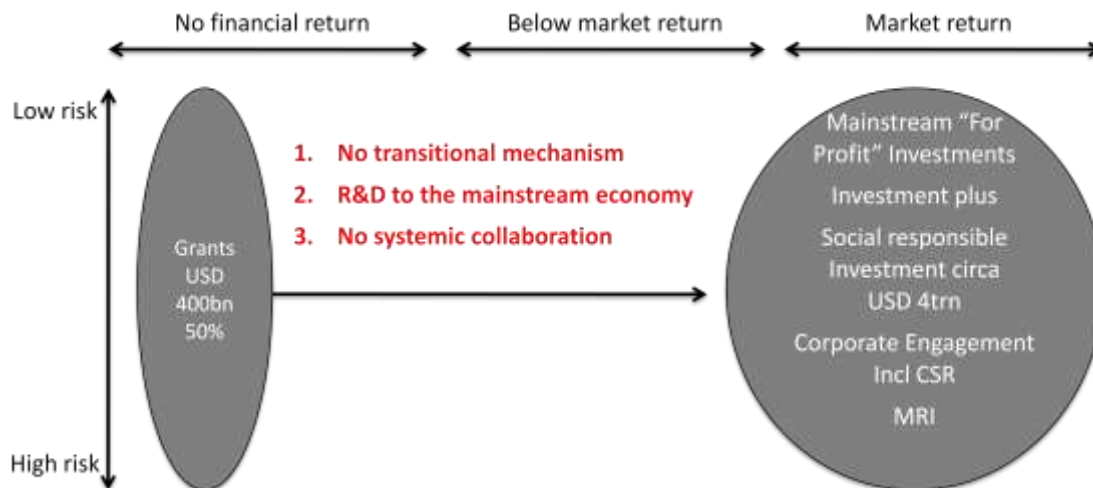 No financial return
Below market return
Market return
Low risk
High risk
1. No transitional mechanism
2. R&D to the mainstream economy
3. No systemic collaboration
Grants
USD
400bn
50%
Mainstream “For
Profit” Investments
Investment plus
Social responsible
Investment circa
USD 4trn
Corporate Engagement
Incl CSR
MRI